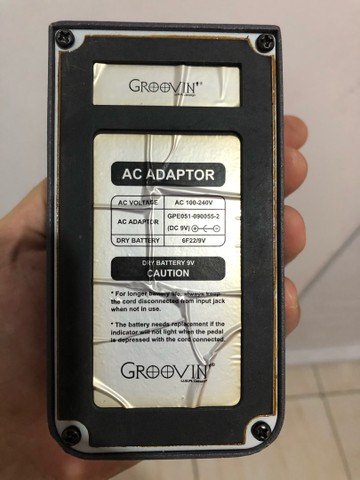 GROOVIN'
AC ADAPTOR
AC VOLTAGE AC 100-240V
AC ADAPTOR GPE051-090055-2
(DC 9V)
DRY BATTERY 6F22/9V
DRY BATTERY 9V
CAUTION
* For longer battery life, always keep
the cord disconnected from input jack
when not in use.
* The battery needs replacement if the
indicator will not light when the pedal
is depressed with the cord connected.
GROOVIN'